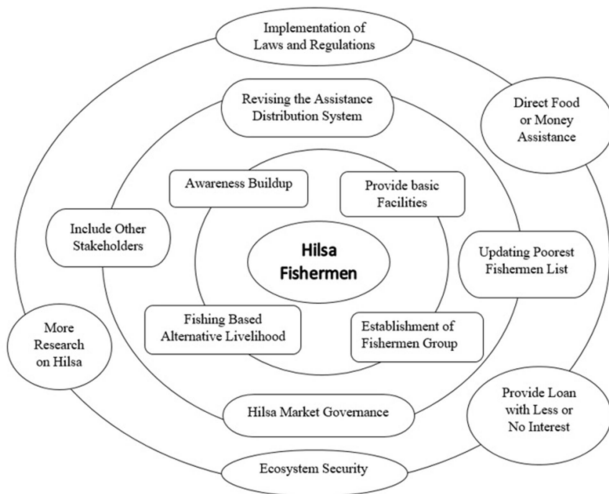 Implementation of
Laws and Regulations
Revising the Assistance
Distribution System
Direct Food
or Money
Assistance
Awareness Buildup
Provide basic
Facilities
Include Other
Stakeholders
Hilsa
Fishermen
Updating Poorest
Fishermen List
More
Research
on Hilsa
Fishing Based
Alternative Livelihood
Establishment of
Fishermen Group
Hilsa Market Governance
Provide Loan
with Less or
No Interest
Ecosystem Security